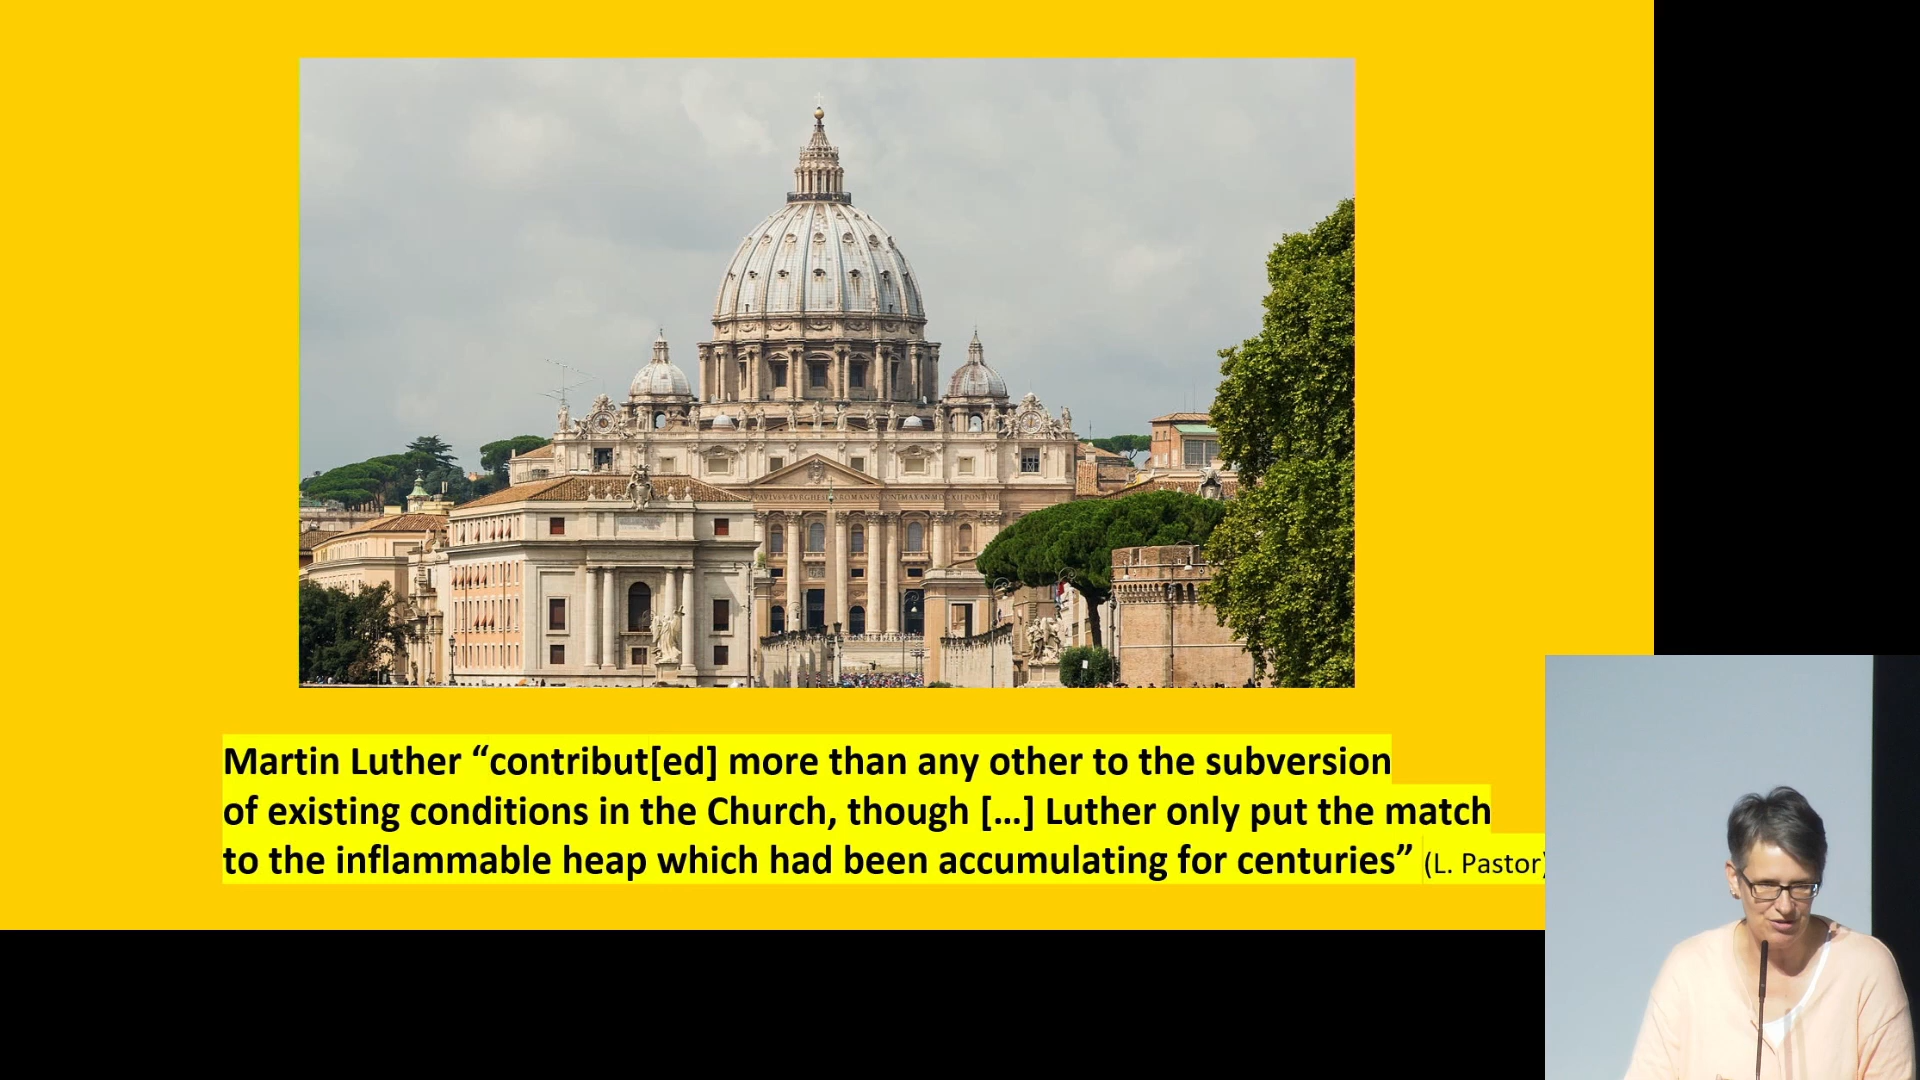 Martin Luther “contribut[ed] more than any other to the subversion
of existing conditions in the Church, though […] Luther only put the match
to the inflammable heap which had been accumulating for centuries” (L. Pastor)